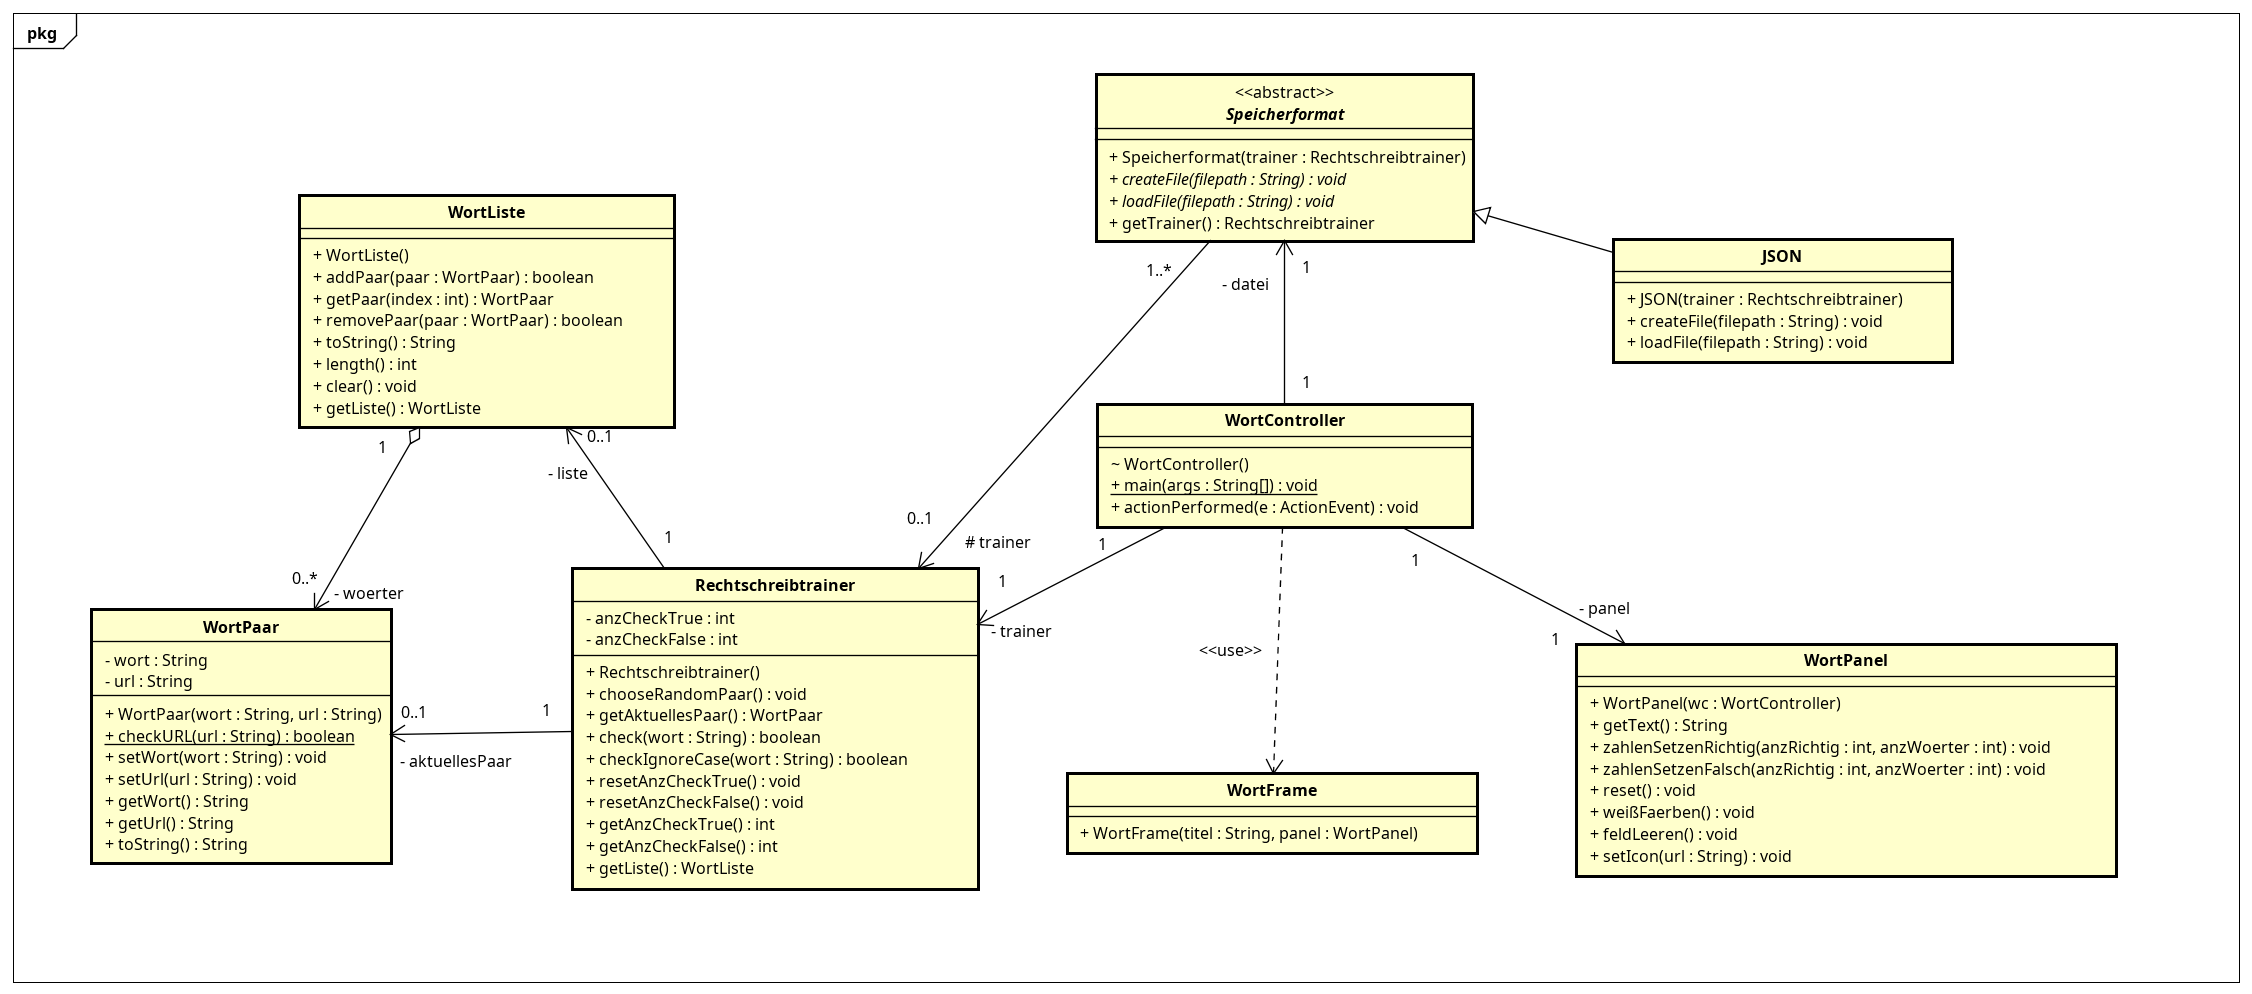 pkg
<<abstract>>
Speicherformat
+ Speicherformat(trainer : Rechtschreibtrainer)
+ createFile(filepath : String) : void
+ loadFile(filepath : String) : void
+ getTrainer() : Rechtschreibtrainer
WortListe
+ WortListe()
+ addPaar(paar : WortPaar) : boolean
+ getPaar(index : int) : WortPaar
+ removePaar(paar : WortPaar) : boolean
+ toString() : String
+ length() : int
+ clear() : void
+ getListe() : WortListe
JSON
+ JSON(trainer : Rechtschreibtrainer)
+ createFile(filepath : String) : void
+ loadFile(filepath : String) : void
1..*
1
- datei
1
WortController
~ WortController()
+ main(args : String[]) : void
+ actionPerformed(e : ActionEvent) : void
1
0..1
- liste
1
0..1
# trainer
1
1
- trainer
1
- panel
1
<<use>>
0..*
- woerter
WortPaar
- wort : String
- url : String
+ WortPaar(wort : String, url : String)
+ checkURL(url : String) : boolean
+ setWort(wort : String) : void
+ setUrl(url : String) : void
+ getWort() : String
+ getUrl() : String
+ toString() : String
0..1
1
- aktuellesPaar
Rechtschreibtrainer
- anzCheckTrue : int
- anzCheckFalse : int
+ Rechtschreibtrainer()
+ chooseRandomPaar() : void
+ getAktuellesPaar() : WortPaar
+ check(wort : String) : boolean
+ checkIgnoreCase(wort : String) : boolean
+ resetAnzCheckTrue() : void
+ resetAnzCheckFalse() : void
+ getAnzCheckTrue() : int
+ getAnzCheckFalse() : int
+ getListe() : WortListe
WortFrame
+ WortFrame(titel : String, panel : WortPanel)
WortPanel
+ WortPanel(wc : WortController)
+ getText() : String
+ zahlenSetzenRichtig(anzRichtig : int, anzWoerter : int) : void
+ zahlenSetzenFalsch(anzRichtig : int, anzWoerter : int) : void
+ reset() : void
+ weißFaerben() : void
+ feldLeeren() : void
+ setIcon(url : String) : void